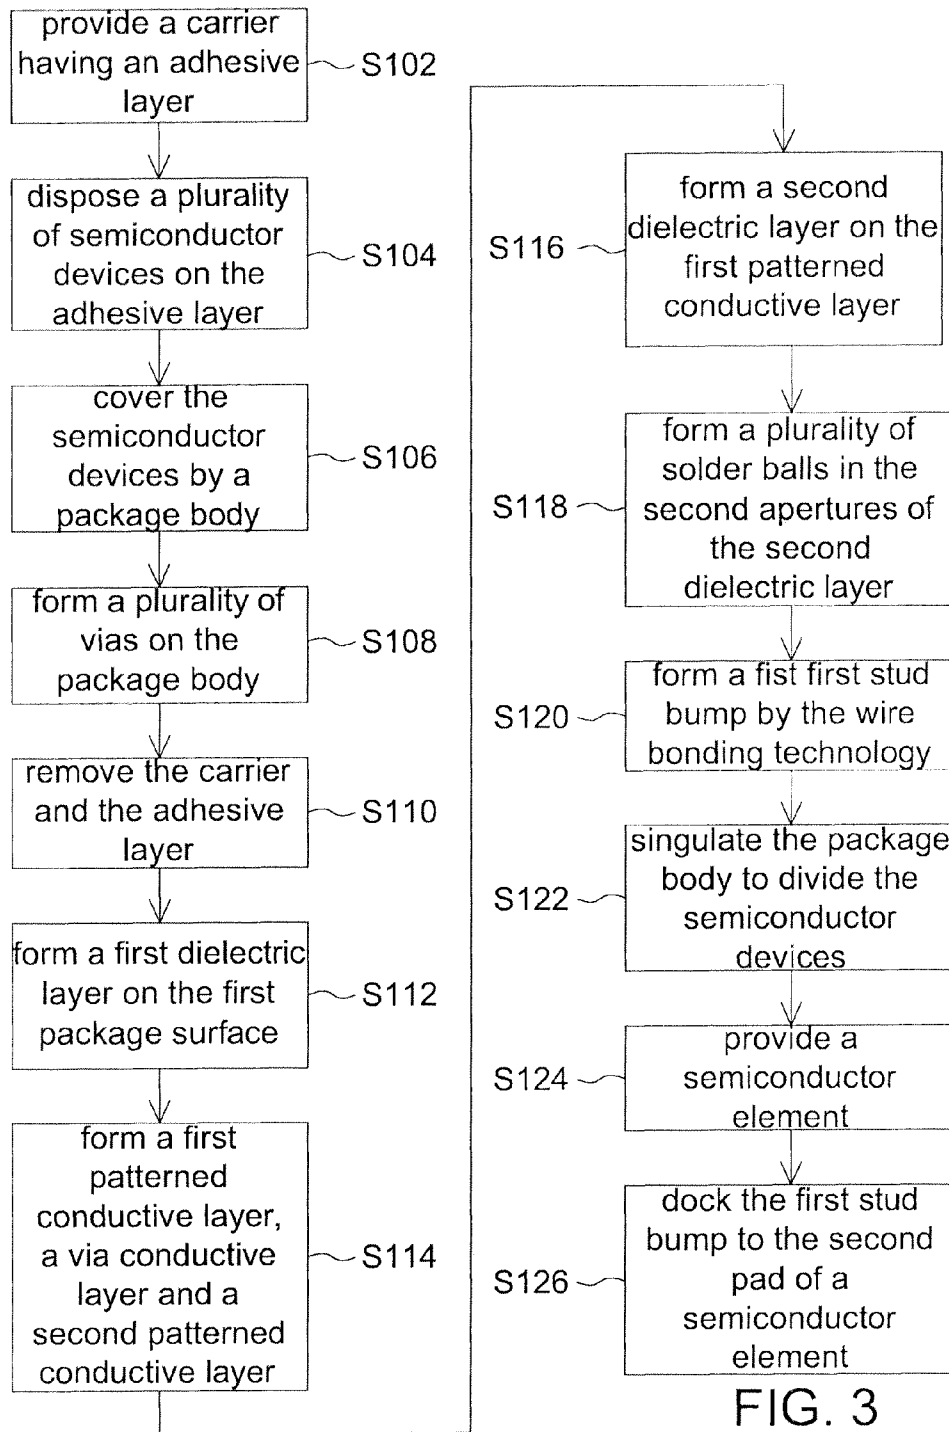 provide a carrier
having an adhesive
layer
S102
dispose a plurality
of semiconductor
devices on the
adhesive layer
S104
cover the
semiconductor
devices by a
package body
S106
form a plurality of
vias on the
package body
S108
remove the carrier
and the adhesive
layer
S110
form a first dielectric
layer on the first
package surface
S112
form a first
patterned
conductive layer,
a via conductive
layer and a
second patterned
conductive layer
S114
form a second
dielectric layer on the
first patterned
conductive layer
S116
form a plurality of
solder balls in the
second apertures of
the second
dielectric layer
S118
form a fist first stud
bump by the wire
bonding technology
S120
singulate the package
body to divide the
semiconductor
devices
S122
provide a
semiconductor
element
S124
dock the first stud
bump to the second
pad of a
semiconductor
element
S126
FIG. 3